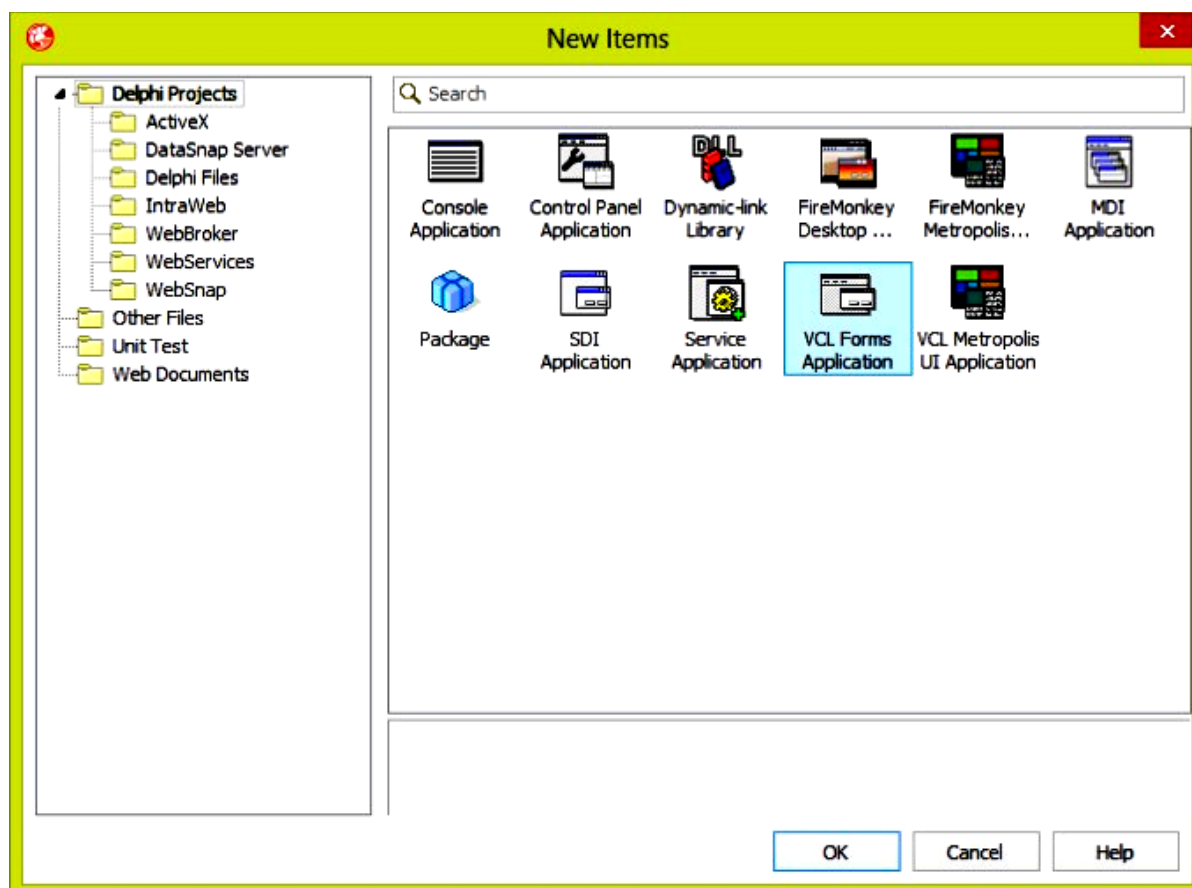 New Items
Delphi Projects
ActiveX
DataSnap Server
Delphi Files
IntraWeb
WebBroker
WebServices
WebSnap
Other Files
Unit Test
Web Documents
Search
Console Application
Control Panel Application
DLL
Dynamic-link Library
FireMonkey Desktop ...
FireMonkey Metropolis...
MDI Application
Package
SDI Application
Service Application
VCL Forms Application
VCL Metropolis UI Application
OK
Cancel
Help